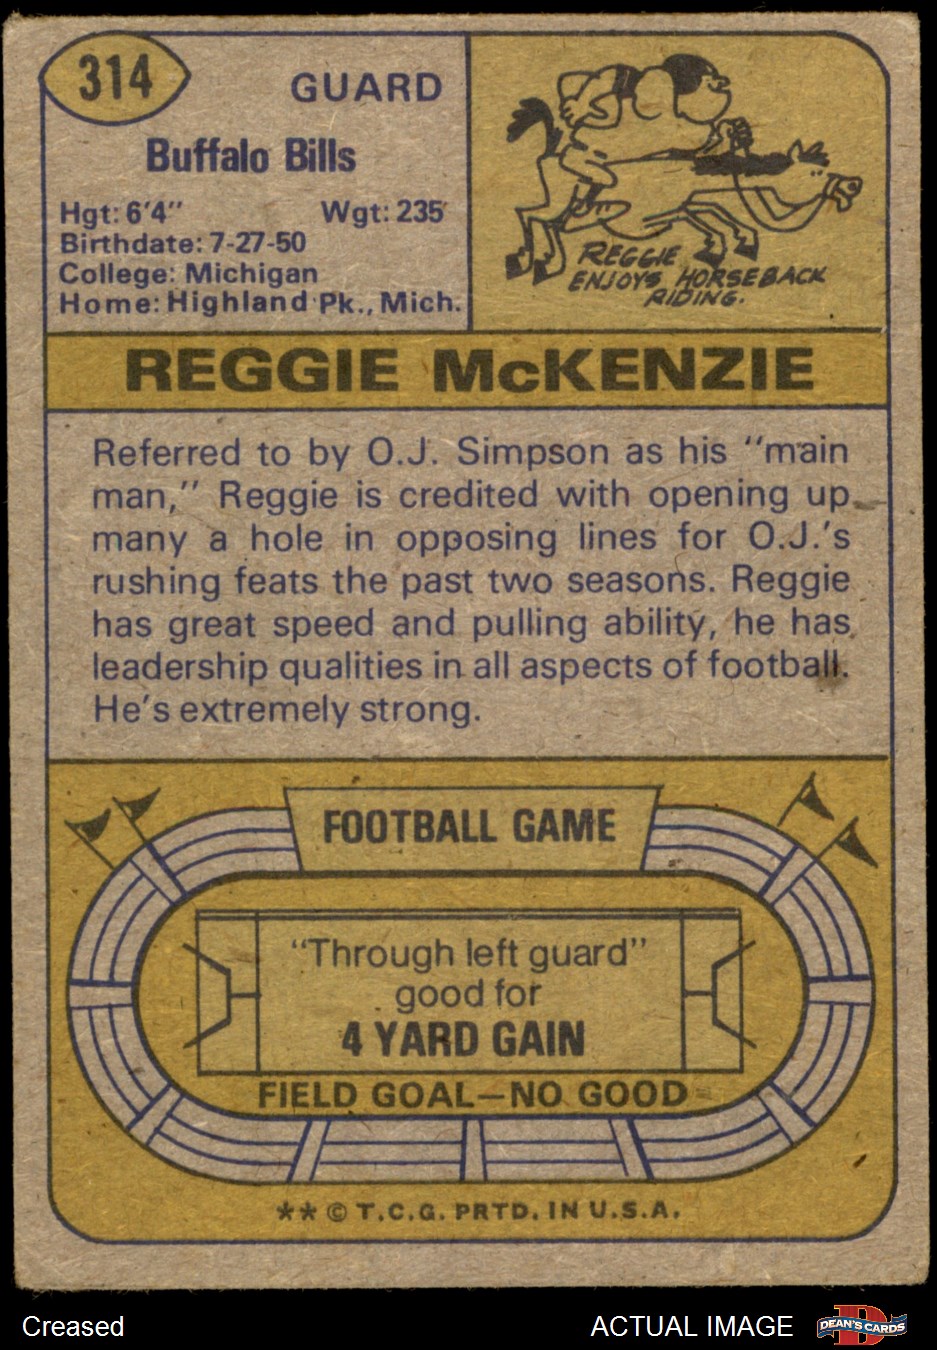 314
GUARD
Buffalo Bills
Hgt: 6'4" Wgt: 235
Birthdate: 7-27-50
College: Michigan
Home: Highland Pk., Mich.
REGGIE
ENJOYS HORSEBACK
RIDING.
REGGIE McKENZIE
Referred to by O.J. Simpson as his "main
man," Reggie is credited with opening up
many a hole in opposing lines for O.J.'s
rushing feats the past two seasons. Reggie
has great speed and pulling ability, he has
leadership qualities in all aspects of football.
He's extremely strong.
FOOTBALL GAME
"Through left guard"
good for
4 YARD GAIN
FIELD GOAL—NO GOOD
** © T.C.G. PRTD. IN U.S.A.
Creased
ACTUAL IMAGE
DEAN'S CARDS